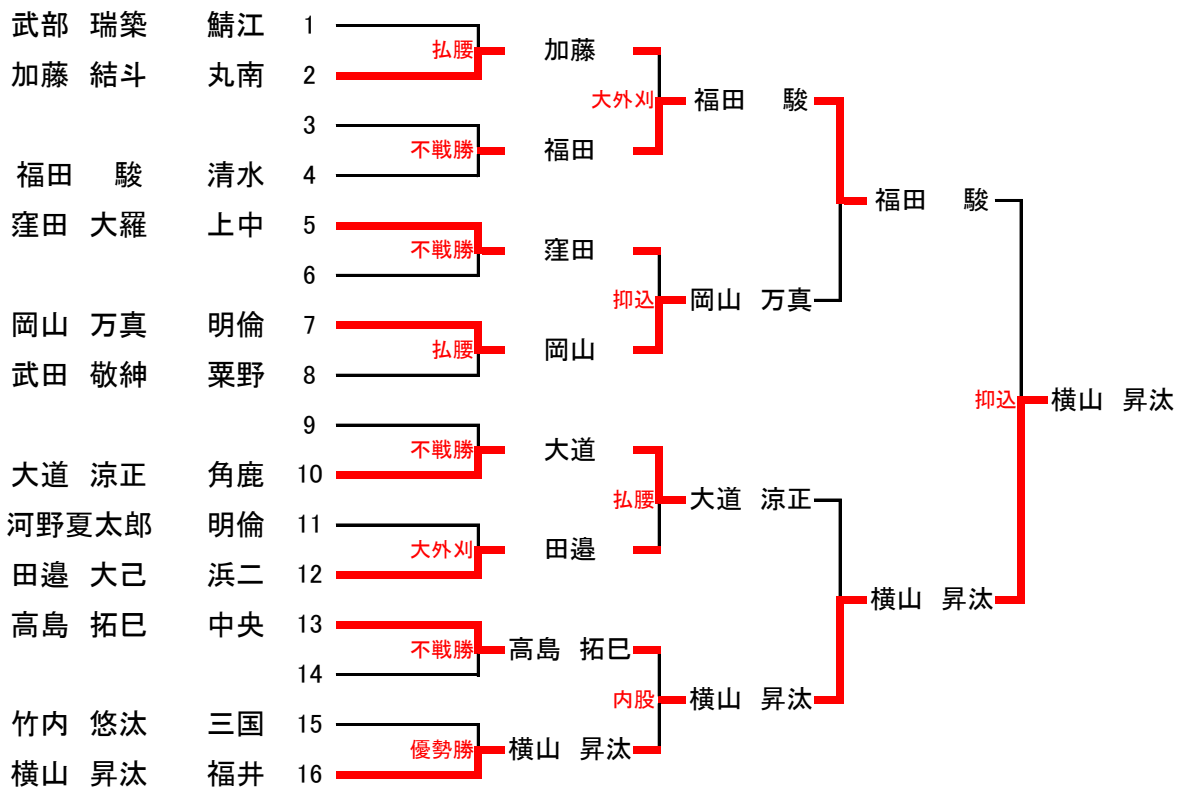 武部 瑞築 鯖江 1
払腰 加藤
加藤 結斗 丸南 2
大外刈 福田 駿
3
不戦勝 福田
福田 駿 清水 4
福田 駿
窪田 大羅 上中 5
不戦勝 窪田
6
抑込 岡山 万真
岡山 万真 明倫 7
払腰 岡山
武田 敬紳 粟野 8
抑込 横山 昇汰
9
不戦勝 大道
大道 涼正 角鹿 10
払腰 大道 涼正
河野夏太郎 明倫 11
大外刈 田邉
田邉 大己 浜二 12
横山 昇汰
高島 拓巳 中央 13
不戦勝 高島 拓巳
14
内股 横山 昇汰
竹内 悠汰 三国 15
優勢勝 横山 昇汰
横山 昇汰 福井 16